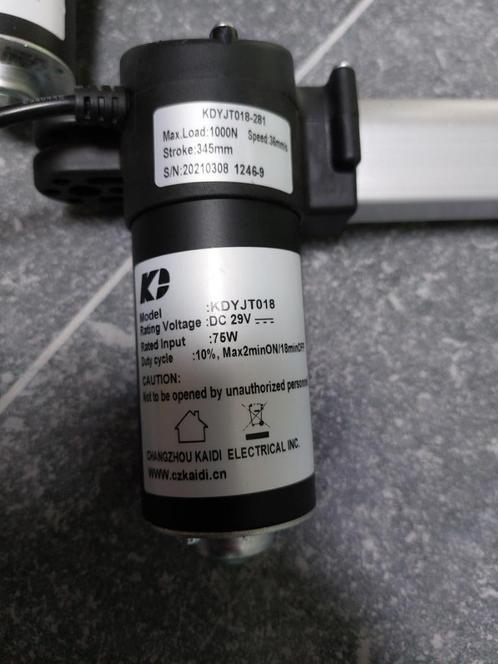 KDYJT018-281
Max.Load:1000N Speed:36mm/s
Stroke:345mm
S/N:20210308 1246-9
KD
Model :KDYJT018
Rating Voltage :DC 29V
Rated Input :75W
Duty cycle :10%, Max2minON/18minOFF
CAUTION:
Not to be opened by unauthorized personnel
CHANGZHOU KAIDI ELECTRICAL INC.
www.czkaidi.cn